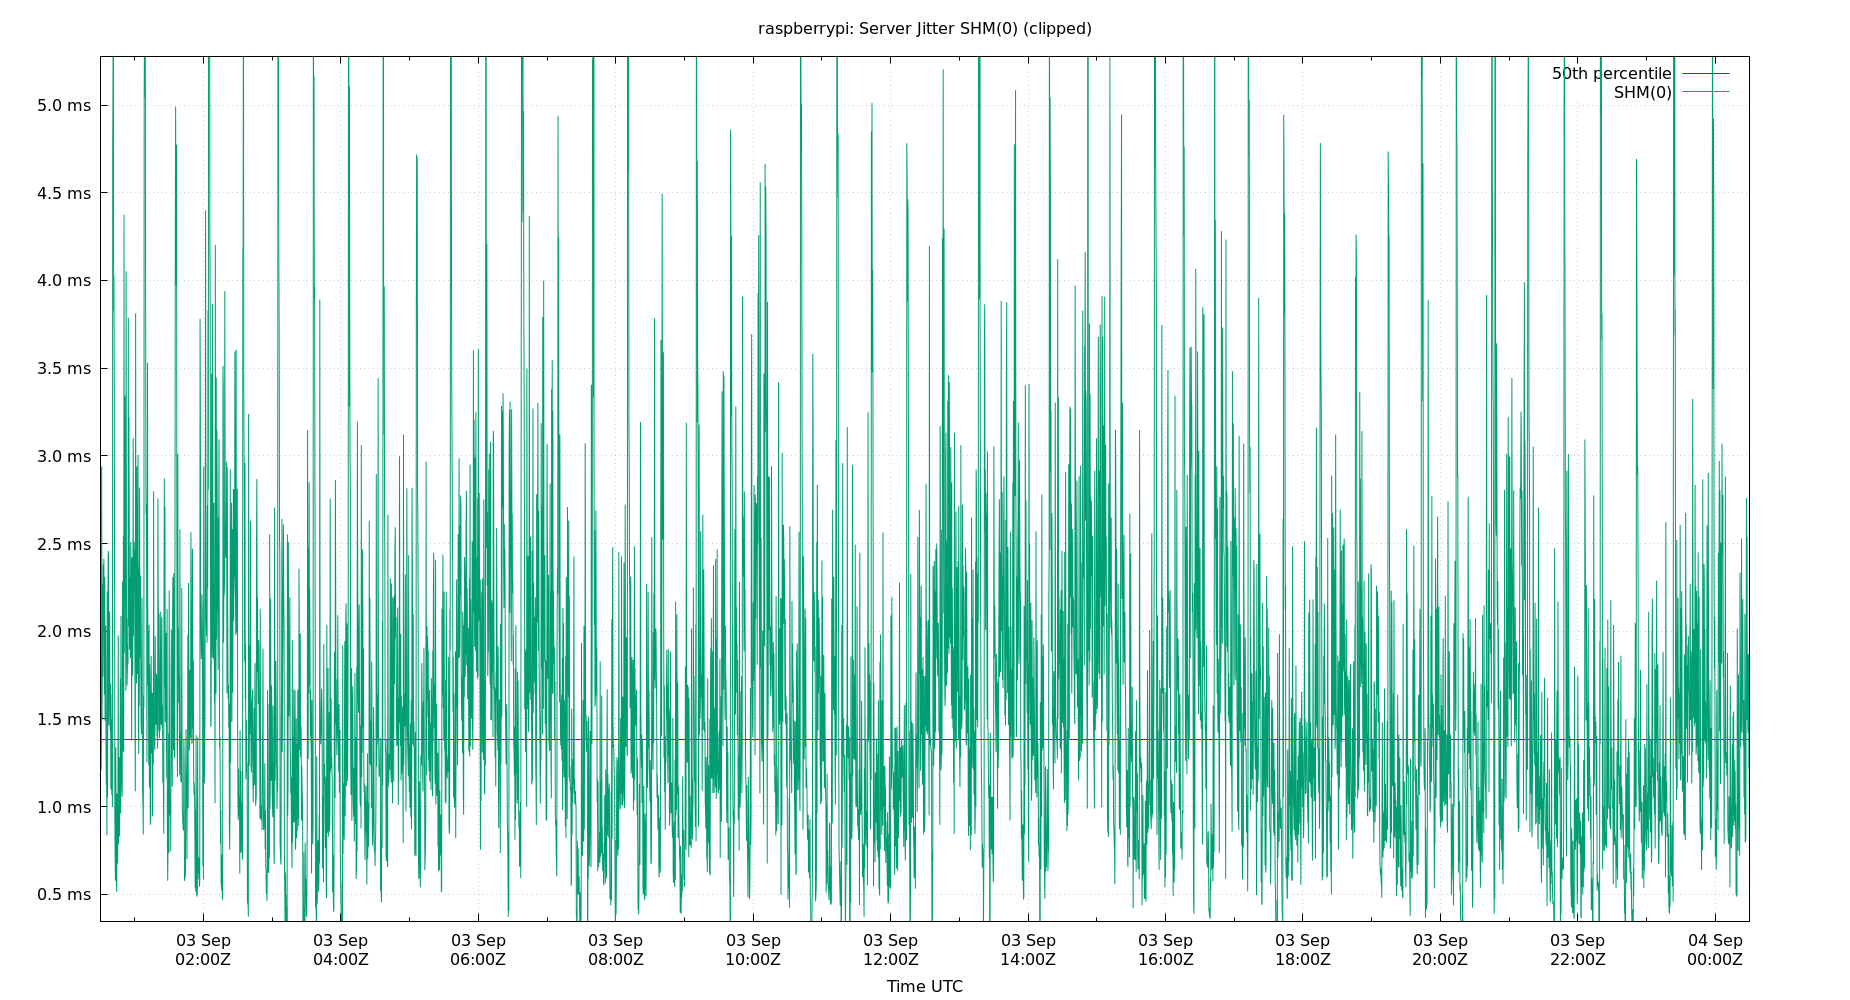 raspberrypi: Server Jitter SHM(0) (clipped)
50th percentile
SHM(0)
5.0 ms
4.5 ms
4.0 ms
3.5 ms
3.0 ms
2.5 ms
2.0 ms
1.5 ms
1.0 ms
0.5 ms
03 Sep 03 Sep 03 Sep 03 Sep 03 Sep 03 Sep 03 Sep 03 Sep 03 Sep 03 Sep 03 Sep 04 Sep
02:00Z 04:00Z 06:00Z 08:00Z 10:00Z 12:00Z 14:00Z 16:00Z 18:00Z 20:00Z 22:00Z 00:00Z
Time UTC